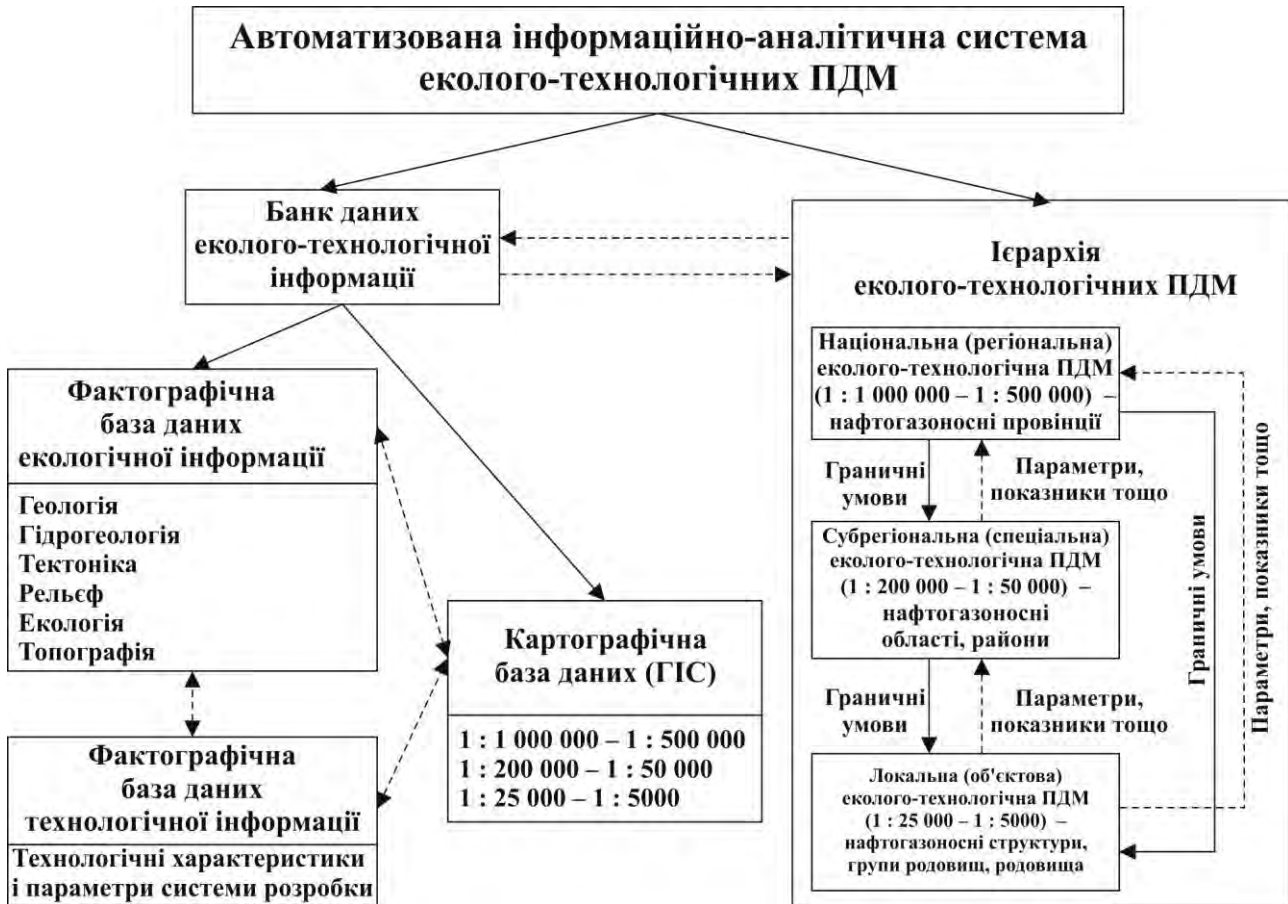 Автоматизована інформаційно-аналітична система
еколого-технологічних ПДМ
Банк даних
еколого-технологічної
інформації
Фактографічна
база даних
екологічної інформації
Геологія
Гідрогеологія
Тектоніка
Рельєф
Екологія
Топографія
Фактографічна
база даних
технологічної інформації
Технологічні характеристики
і параметри системи розробки
Картографічна
база даних (ГІС)
1 : 1 000 000 – 1 : 500 000
1 : 200 000 – 1 : 50 000
1 : 25 000 – 1 : 5000
Ієрархія
еколого-технологічних ПДМ
Національна (регіональна)
еколого-технологічна ПДМ
(1 : 1 000 000 – 1 : 500 000) –
нафтогазоносні провінції
Граничні
умови
Параметри,
показники тощо
Субрегіональна (спеціальна)
еколого-технологічна ПДМ
(1 : 200 000 – 1 : 50 000) –
нафтогазоносні
області, райони
Граничні
умови
Параметри,
показники тощо
Локальна (об'єктова)
еколого-технологічна ПДМ
(1 : 25 000 – 1 : 5000) –
нафтогазоносні структури,
групи родовищ, родовища
Граничні умови
Параметри, показники тощо